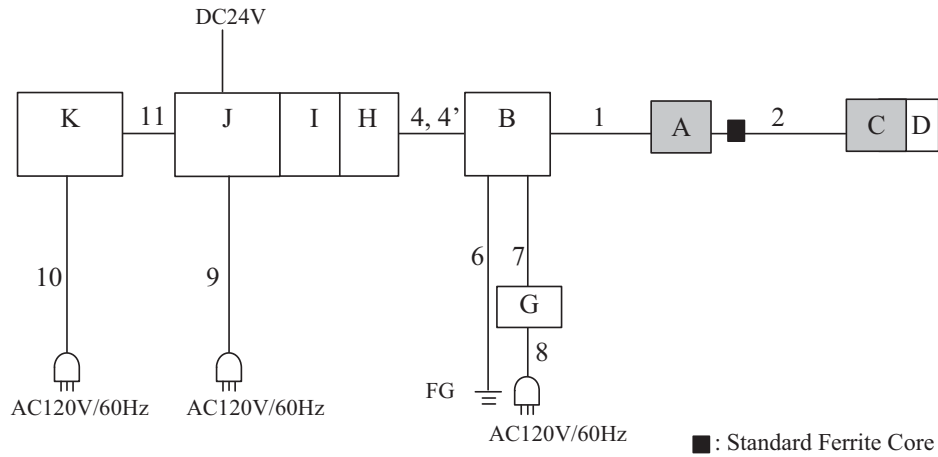 DC24V
K
11
J
I
H
4, 4’
B
1
A
2
C
D
10
9
6
7
G
8
FG
AC120V/60Hz
AC120V/60Hz
AC120V/60Hz
: Standard Ferrite Core